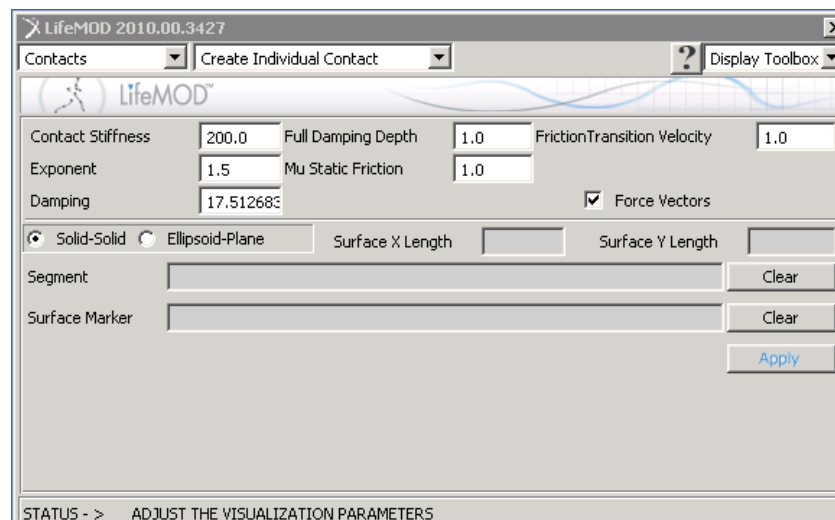 LifeMOD 2010.00.3427
Contacts Create Individual Contact ? Display Toolbox
LifeMOD™
Contact Stiffness 200.0 Full Damping Depth 1.0 FrictionTransition Velocity 1.0
Exponent 1.5 Mu Static Friction 1.0
Damping 17.512683 Force Vectors
Solid-Solid Ellipsoid-Plane Surface X Length Surface Y Length
Segment Clear
Surface Marker Clear
Apply
STATUS - > ADJUST THE VISUALIZATION PARAMETERS